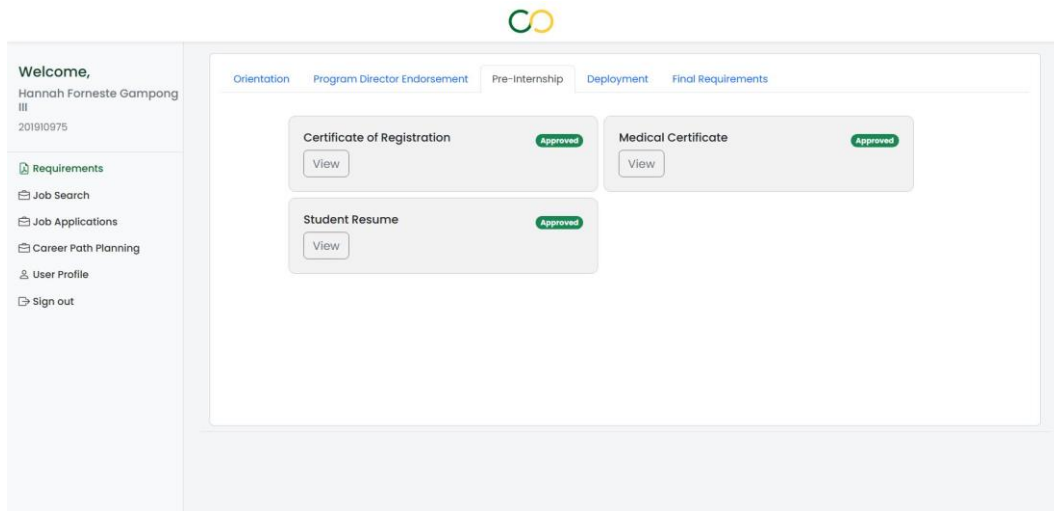 Welcome,
Hannah Forneste Gampong
III
201910975
Requirements
Job Search
Job Applications
Career Path Planning
User Profile
Sign out
Orientation Program Director Endorsement Pre-Internship Deployment Final Requirements
Certificate of Registration Approved
View
Medical Certificate Approved
View
Student Resume Approved
View